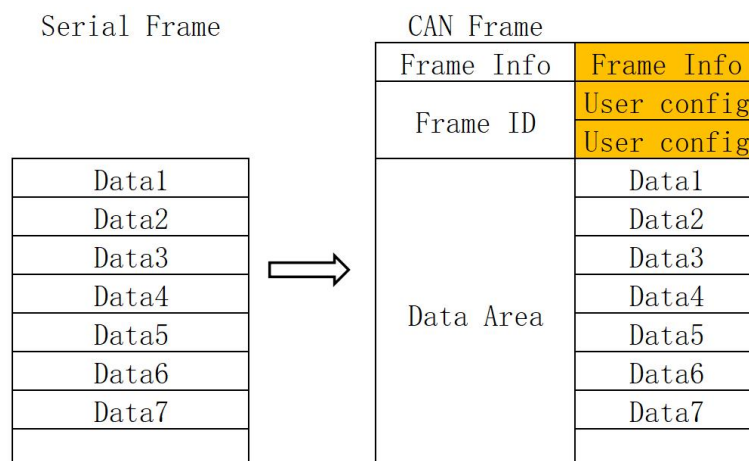 Serial Frame
CAN Frame
Frame Info
Frame Info
Frame ID
User config
User config
Data1
Data2
Data3
Data4
Data5
Data6
Data7
Data Area
Data1
Data2
Data3
Data4
Data5
Data6
Data7